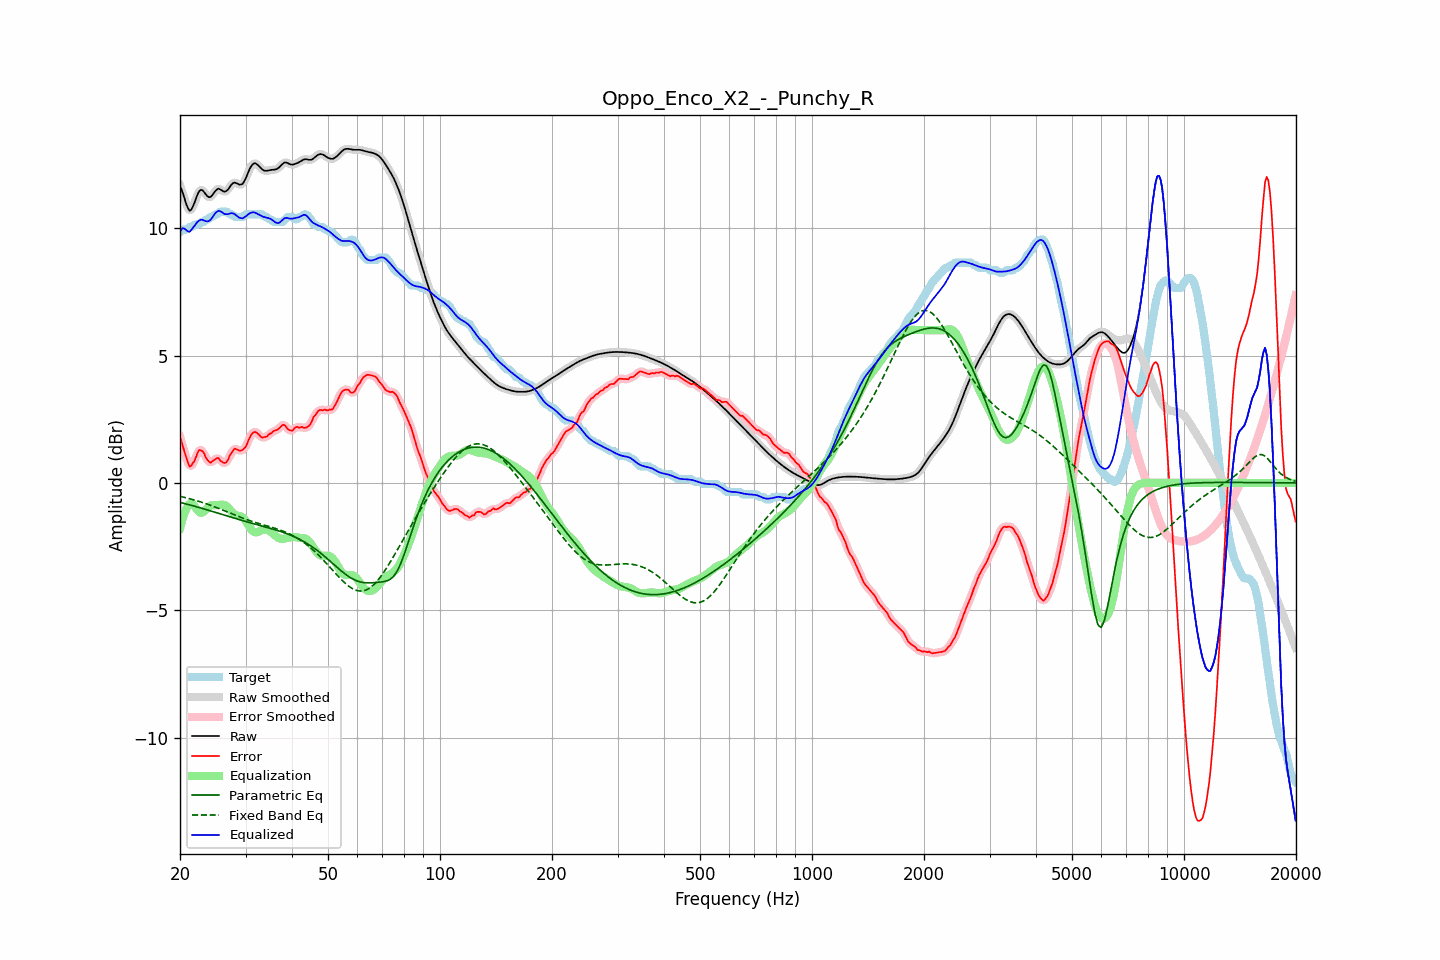 Oppo_Enco_X2_-_Punchy_R
Amplitude (dBr)
10
5
0
−5
−10
Target
Raw Smoothed
Error Smoothed
Raw
Error
Equalization
Parametric Eq
Fixed Band Eq
Equalized
20 50 100 200 500 1000 2000 5000 10000 20000
Frequency (Hz)